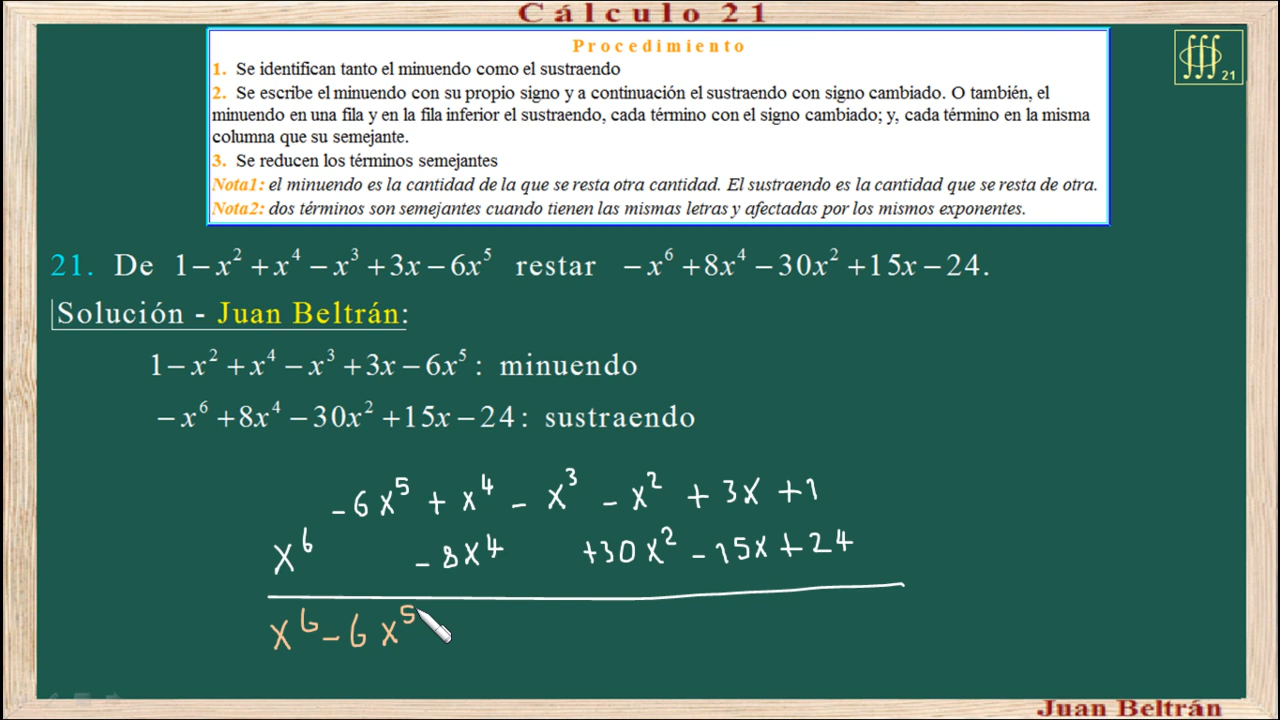 Cálculo 21
Procedimiento
21
1. Se identifican tanto el minuendo como el sustraendo
2. Se escribe el minuendo con su propio signo y a continuación el sustraendo con signo cambiado. O también, el
minuendo en una fila y en la fila inferior el sustraendo, cada término con el signo cambiado; y, cada término en la misma
columna que su semejante.
3. Se reducen los términos semejantes
Nota1: el minuendo es la cantidad de la que se resta otra cantidad. El sustraendo es la cantidad que se resta de otra.
Nota2: dos términos son semejantes cuando tienen las mismas letras y afectadas por los mismos exponentes.
21. De 1 − x² + x⁴ − x³ + 3x − 6x⁵ restar − x⁶ + 8x⁴ − 30x² + 15x − 24.
Solución - Juan Beltrán:
1 − x² + x⁴ − x³ + 3x − 6x⁵ : minuendo
− x⁶ + 8x⁴ − 30x² + 15x − 24 : sustraendo
− 6x⁵ + x⁴ − x³ − x² + 3x + 1
x⁶ − 8x⁴ + 30x² − 15x + 24
x⁶ − 6x⁵
Juan Beltrán